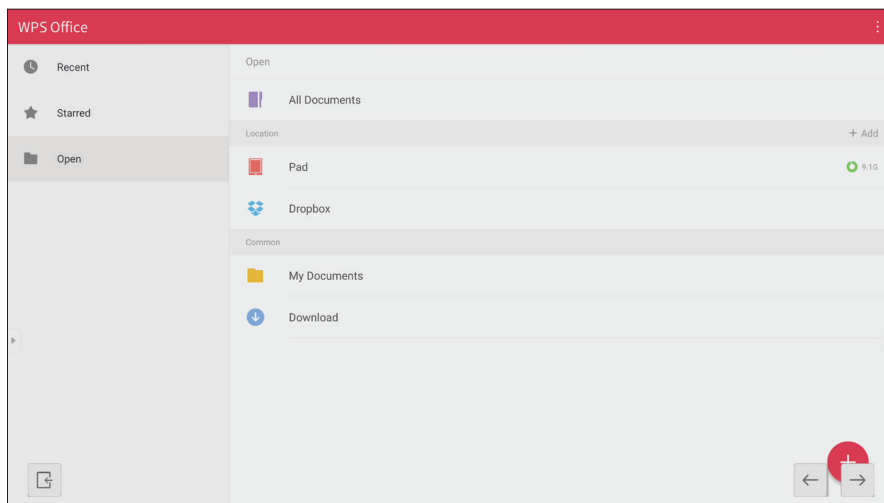 WPS Office
Recent
Starred
Open
Open
All Documents
Location + Add
Pad 9.1G
Dropbox
Common
My Documents
Download